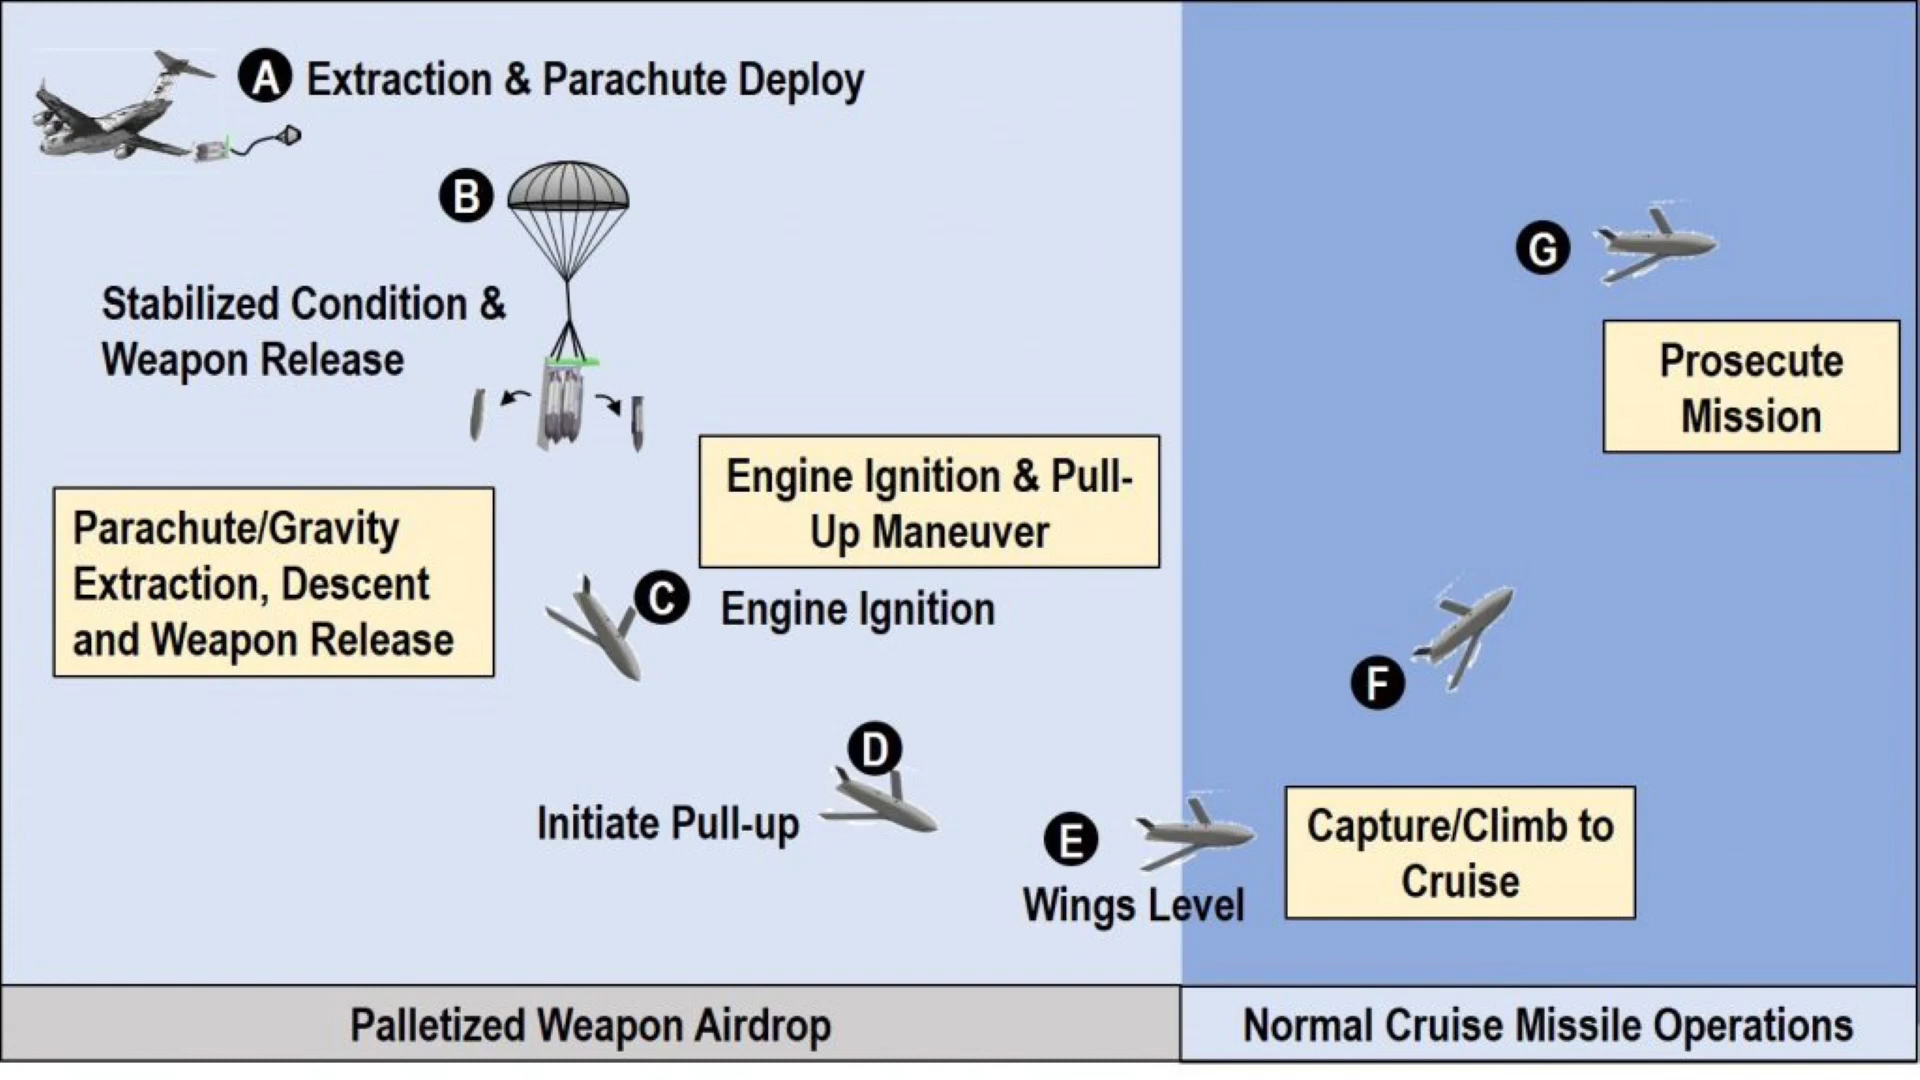 A Extraction & Parachute Deploy
B
Stabilized Condition &
Weapon Release
Parachute/Gravity
Extraction, Descent
and Weapon Release
Engine Ignition & Pull-
Up Maneuver
C Engine Ignition
D
Initiate Pull-up
E
Wings Level
Capture/Climb to
Cruise
F
G
Prosecute
Mission
Palletized Weapon Airdrop
Normal Cruise Missile Operations